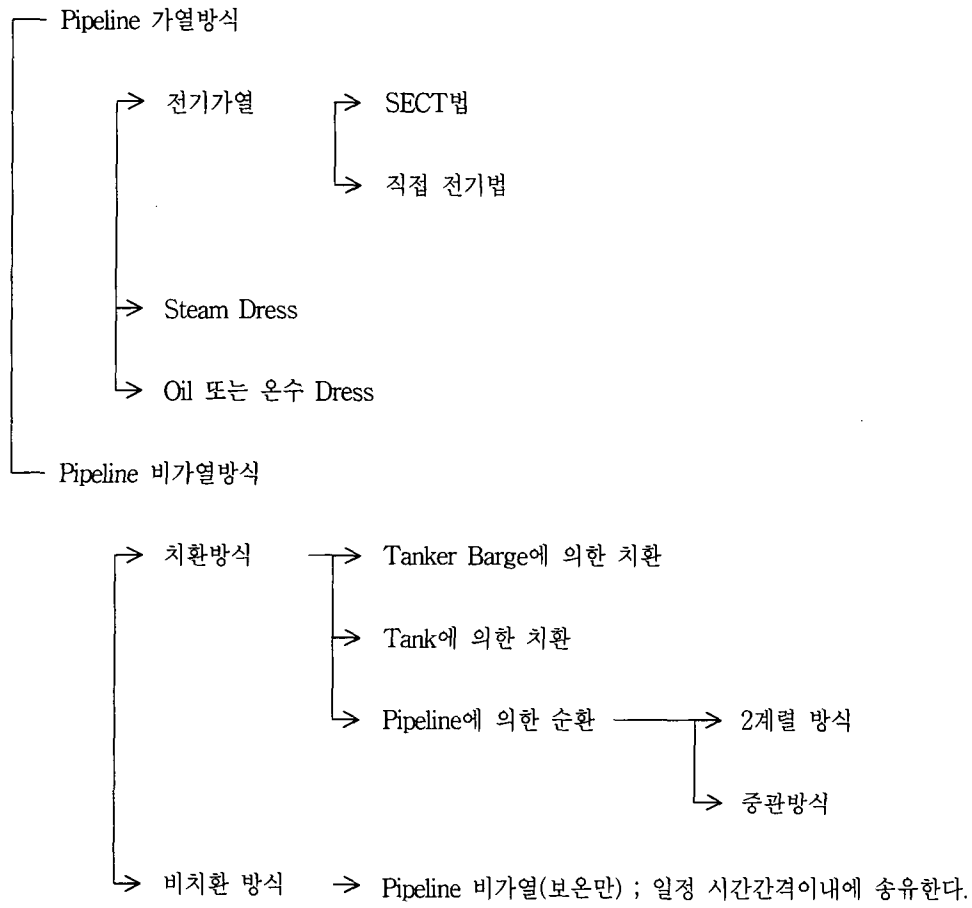 Pipeline 가열방식
전기가열 SECT법
직접 전기법
Steam Dress
Oil 또는 온수 Dress
Pipeline 비가열방식
치환방식 Tanker Barge에 의한 치환
Tank에 의한 치환
Pipeline에 의한 순환 2계렬 방식
중관방식
비치환 방식 Pipeline 비가열(보온만) ; 일정 시간간격이내에 송유한다.